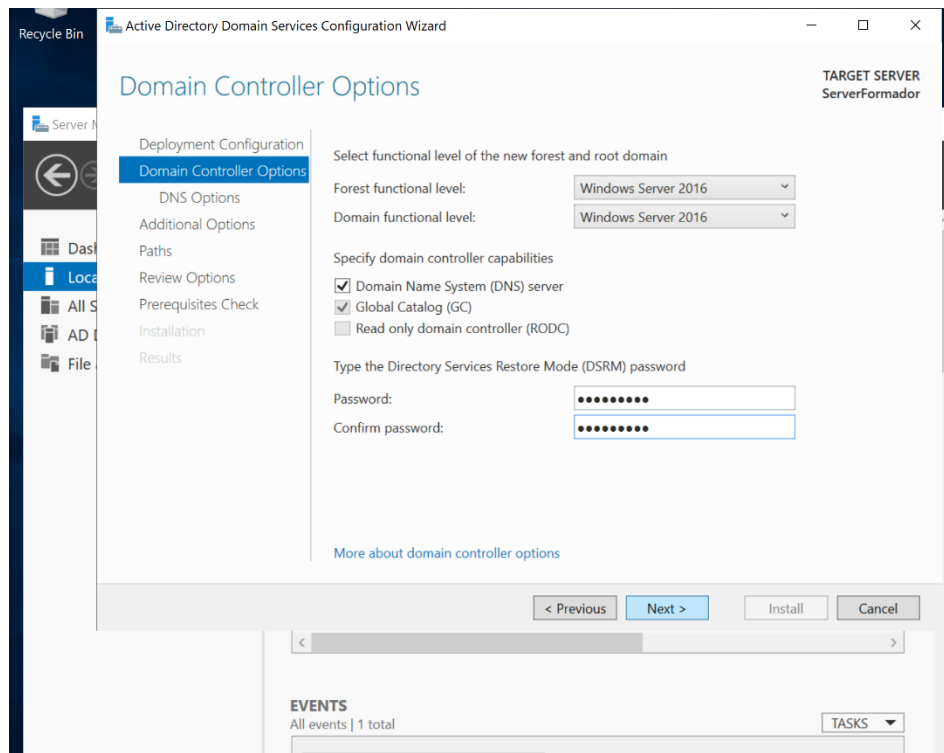 Recycle Bin
Active Directory Domain Services Configuration Wizard
Domain Controller Options
TARGET SERVER
ServerFormador
Server
Deployment Configuration
Domain Controller Options
DNS Options
Additional Options
Paths
Review Options
Prerequisites Check
Installation
Results
Select functional level of the new forest and root domain
Forest functional level: Windows Server 2016
Domain functional level: Windows Server 2016
Specify domain controller capabilities
Domain Name System (DNS) server
Global Catalog (GC)
Read only domain controller (RODC)
Type the Directory Services Restore Mode (DSRM) password
Password: •••••••••
Confirm password: •••••••••
More about domain controller options
< Previous
Next >
Install
Cancel
Dash
Loca
All S
AD
File
EVENTS
All events | 1 total
TASKS